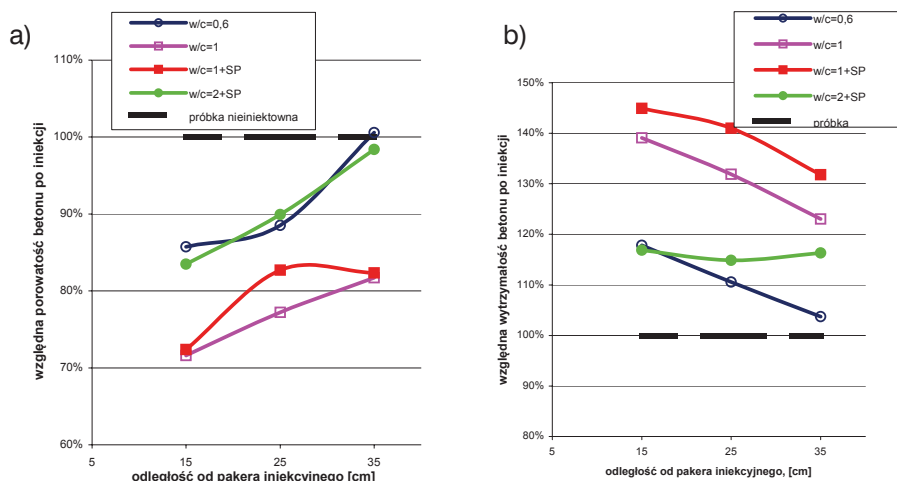 a)
w/c=0,6
w/c=1
w/c=1+SP
w/c=2+SP
próbka nieiniektowna
110%
100%
90%
80%
70%
60%
5
15
25
35
względna porowatość betonu po iniekcji
odległość od pakera iniekcyjnego [cm]
b)
w/c=0,6
w/c=1
w/c=1+SP
w/c=2+SP
próbka
150%
140%
130%
120%
110%
100%
90%
80%
5
15
25
35
względna wytrzymałość betonu po iniekcji
odległość od pakera iniekcyjnego, [cm]